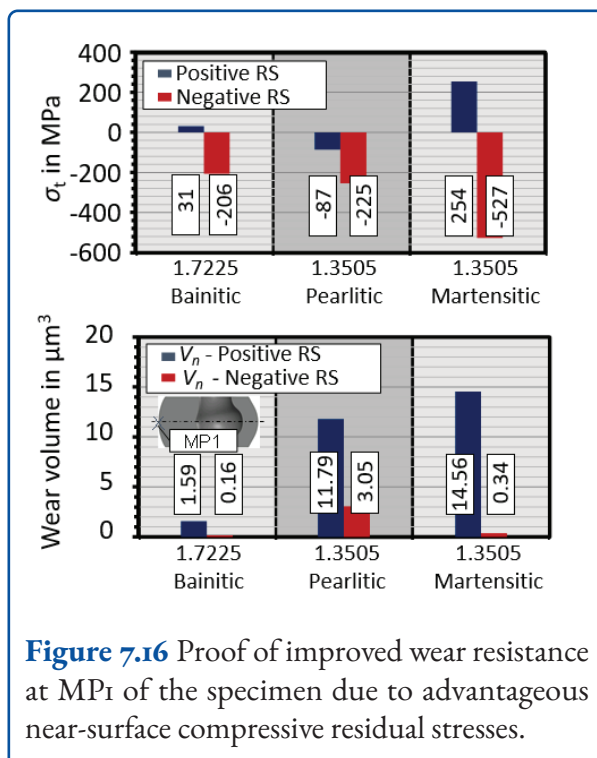 400
200
0
-200
-400
-600
σt in MPa
Positive RS
Negative RS
31
-206
-87
-225
254
-527
1.7225 1.3505 1.3505
Bainitic Pearlitic Martensitic
20
15
10
5
0
Wear volume in µm³
Vn - Positive RS
Vn - Negative RS
MP1
1.59
0.16
11.79
3.05
14.56
0.34
1.7225 1.3505 1.3505
Bainitic Pearlitic Martensitic
Figure 7.16 Proof of improved wear resistance
at MP1 of the specimen due to advantageous
near-surface compressive residual stresses.